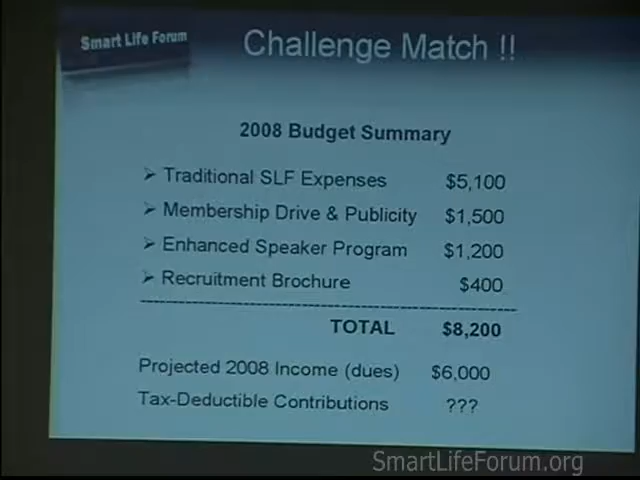 Smart Life Forum
Challenge Match !!
2008 Budget Summary
➢ Traditional SLF Expenses $5,100
➢ Membership Drive & Publicity $1,500
➢ Enhanced Speaker Program $1,200
➢ Recruitment Brochure $400
TOTAL $8,200
Projected 2008 Income (dues) $6,000
Tax-Deductible Contributions ???
SmartLifeForum.org